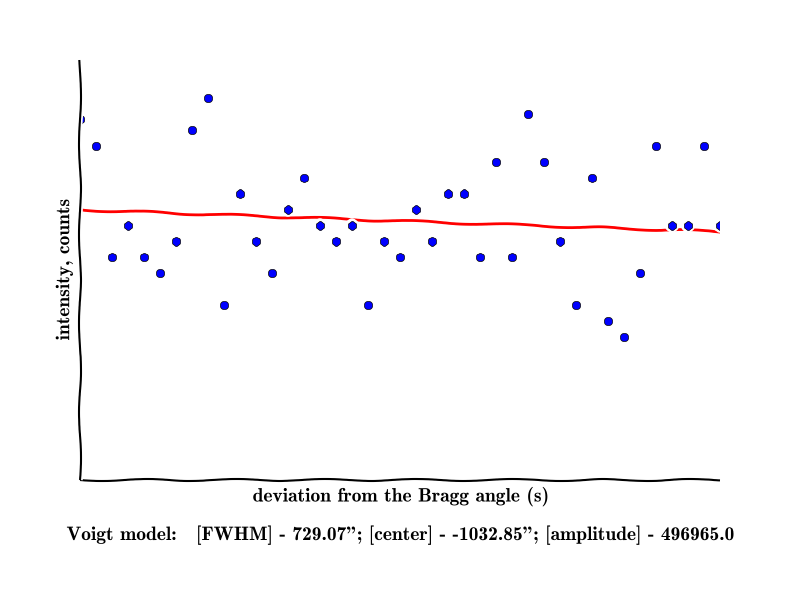 intensity, counts
deviation from the Bragg angle (s)
Voigt model: [FWHM] - 729.07”; [center] - -1032.85”; [amplitude] - 496965.0